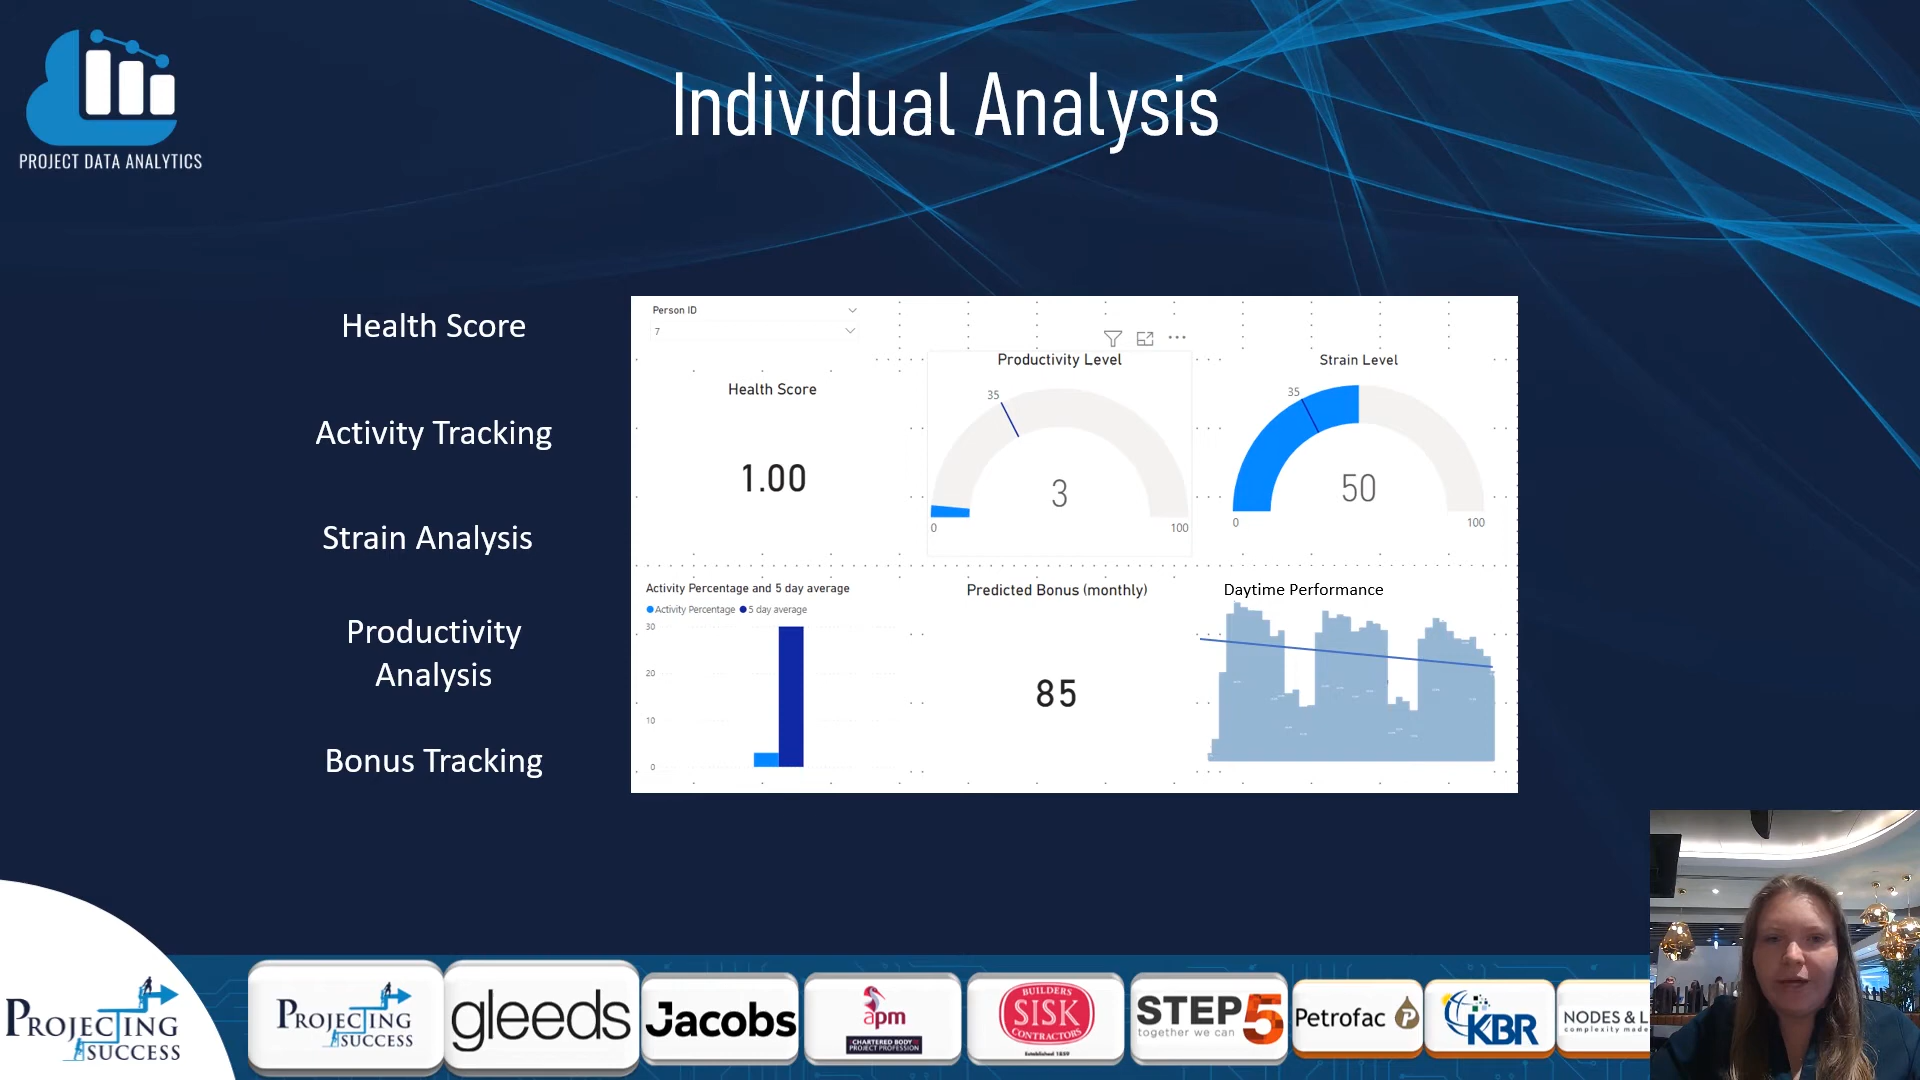 PROJECT DATA ANALYTICS
Individual Analysis
Health Score
Activity Tracking
Strain Analysis
Productivity
Analysis
Bonus Tracking
Person ID
7
Health Score
1.00
Productivity Level
35
3
0
100
Strain Level
35
50
0
100
Activity Percentage and 5 day average
Activity Percentage
5 day average
30
20
10
0
Predicted Bonus (monthly)
85
Daytime Performance
PROJECTING
SUCCESS
PROJECTING
SUCCESS
gleeds
Jacobs
apm
CHARTERED BODY
PROJECT PROFESSION
BUILDERS
SISK
CONTRACTORS
Established 1859
STEP5
together we can
Petrofac
KBR
NODES & L
complexity made